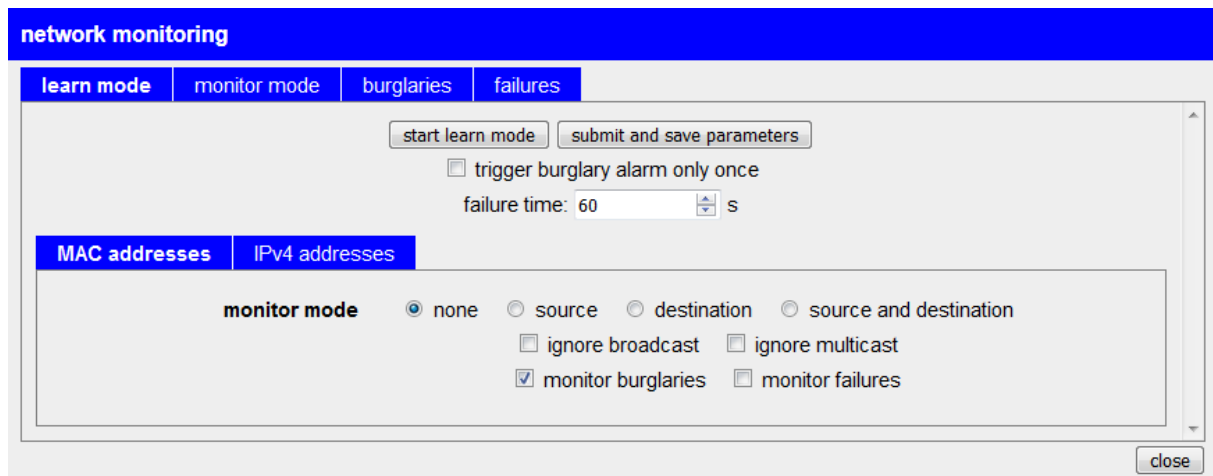 network monitoring
learn mode monitor mode burglaries failures
start learn mode submit and save parameters
trigger burglary alarm only once
failure time: 60 s
MAC addresses IPv4 addresses
monitor mode none source destination source and destination
ignore broadcast ignore multicast
monitor burglaries monitor failures
close